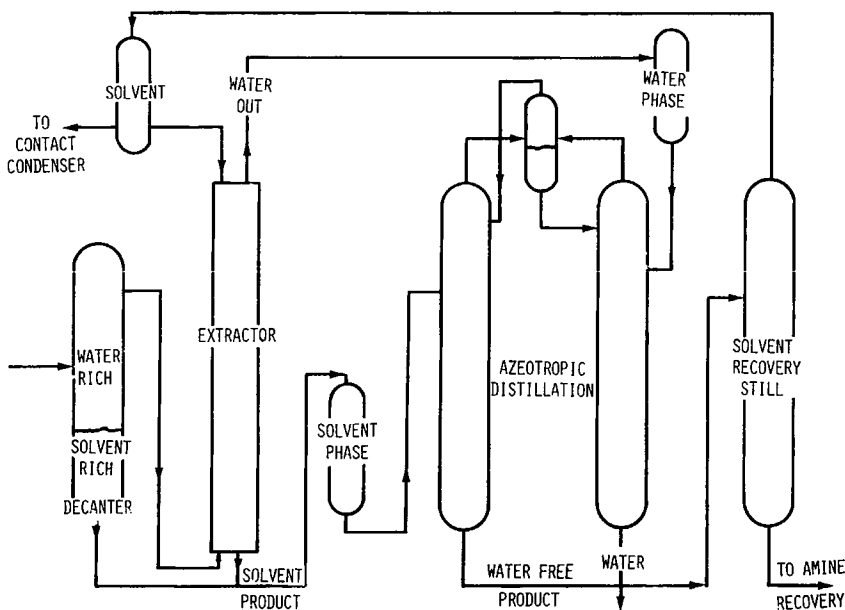 SOLVENT
TO
CONTACT
CONDENSER
WATER
OUT
WATER
PHASE
WATER
RICH
SOLVENT
RICH
DECANTER
EXTRACTOR
SOLVENT
PHASE
AZEOTROPIC
DISTILLATION
SOLVENT
RECOVERY
STILL
SOLVENT
PRODUCT
WATER FREE
PRODUCT
WATER
TO AMINE
RECOVERY